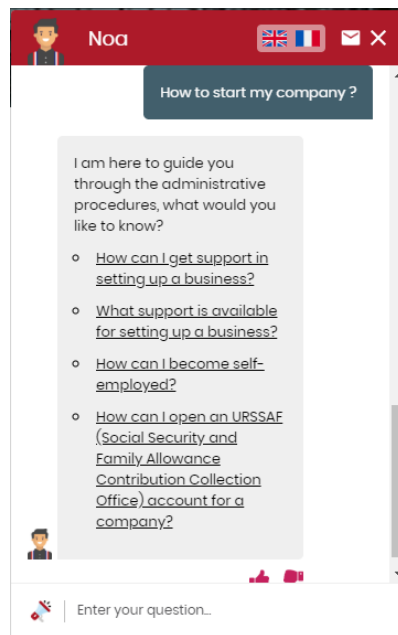 Noa
How to start my company ?
I am here to guide you
through the administrative
procedures, what would you
like to know?
How can I get support in
setting up a business?
What support is available
for setting up a business?
How can I become self-
employed?
How can I open an URSSAF
(Social Security and
Family Allowance
Contribution Collection
Office) account for a
company?
Enter your question...